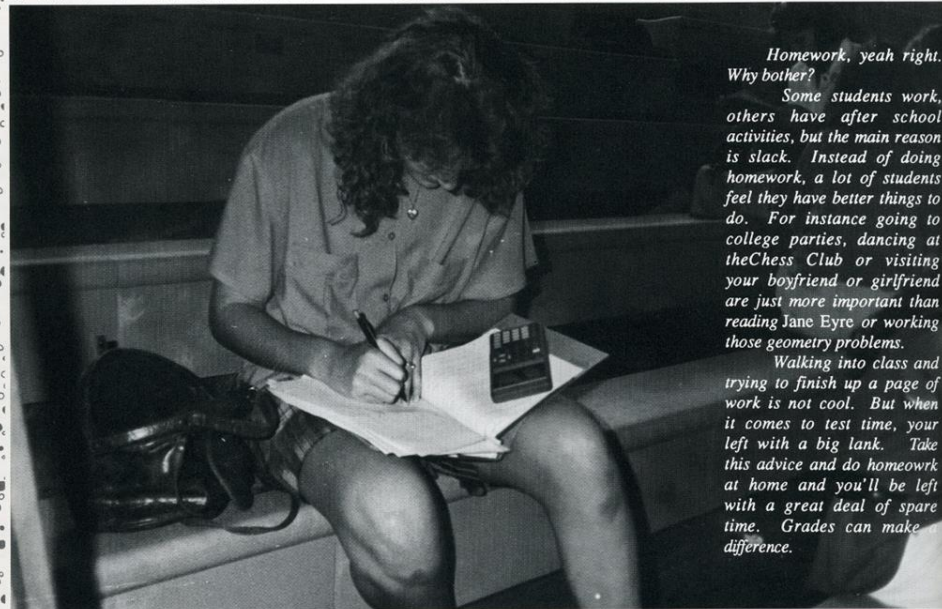 Homework, yeah right.
Why bother?
Some students work,
others have after school
activities, but the main reason
is slack. Instead of doing
homework, a lot of students
feel they have better things to
do. For instance going to
college parties, dancing at
theChess Club or visiting
your boyfriend or girlfriend
are just more important than
reading Jane Eyre or working
those geometry problems.
Walking into class and
trying to finish up a page of
work is not cool. But when
it comes to test time, your
left with a big lank. Take
this advice and do homeowrk
at home and you'll be left
with a great deal of spare
time. Grades can make a
difference.